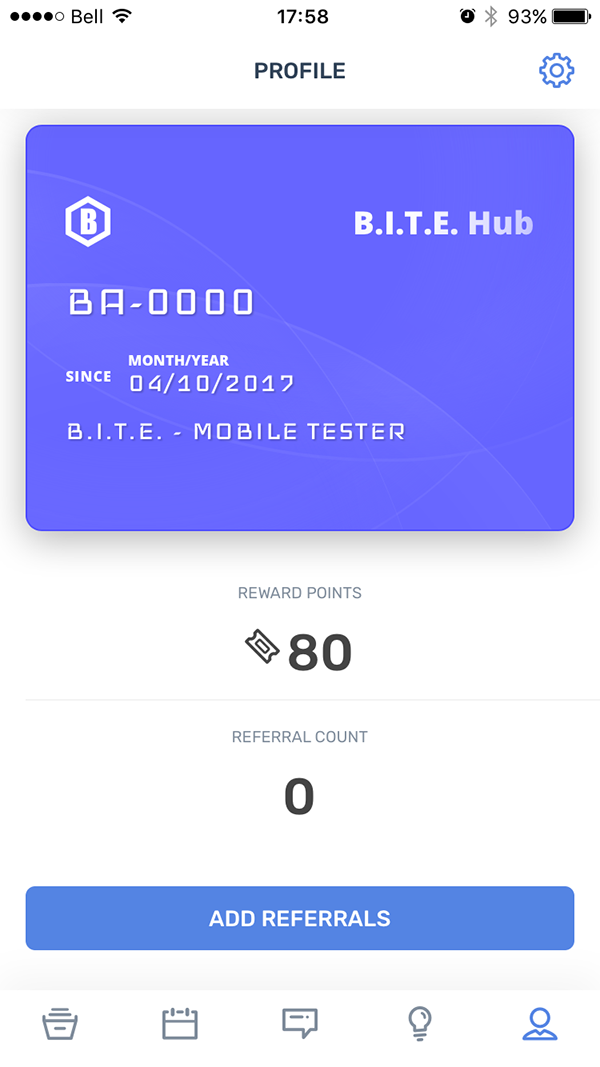 Bell 17:58 93%
PROFILE
B B.I.T.E. Hub
BA-0000
MONTH/YEAR
SINCE 04/10/2017
B.I.T.E. - MOBILE TESTER
REWARD POINTS
80
REFERRAL COUNT
0
ADD REFERRALS